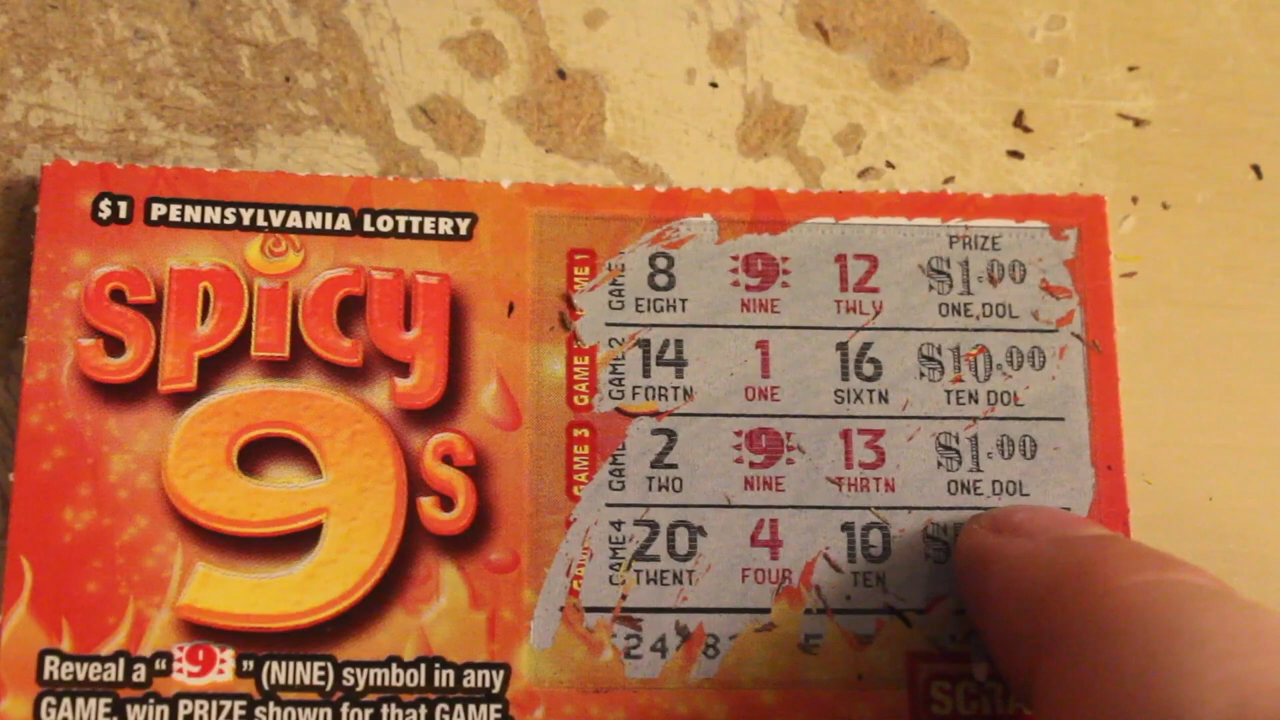 $1 PENNSYLVANIA LOTTERY
SPICY
9s
Reveal a "9" (NINE) symbol in any
GAME, win PRIZE shown for that GAME
PRIZE
GAME 1 GAME 8 9 12 $1.00
EIGHT NINE TWLV ONE DOL
GAME GAME2 14 1 16 $10.00
FORTN ONE SIXTN TEN DOL
GAME 3 2 9 13 $1.00
TWO NINE THRTN ONE DOL
GAME4 20 4 10
TWENT FOUR TEN